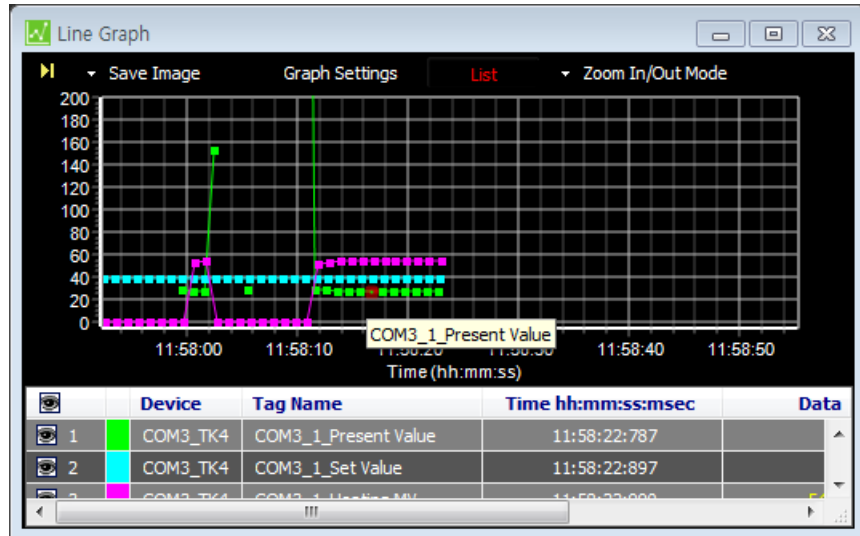 Line Graph
Save Image Graph Settings List Zoom In/Out Mode
200
180
160
140
120
100
80
60
40
20
0
COM3_1_Present Value
11:58:00 11:58:10 11:58:40 11:58:50
Time(hh:mm:ss)
Device Tag Name Time hh:mm:ss:msec Data
1 COM3_TK4 COM3_1_Present Value 11:58:22:787
2 COM3_TK4 COM3_1_Set Value 11:58:22:897